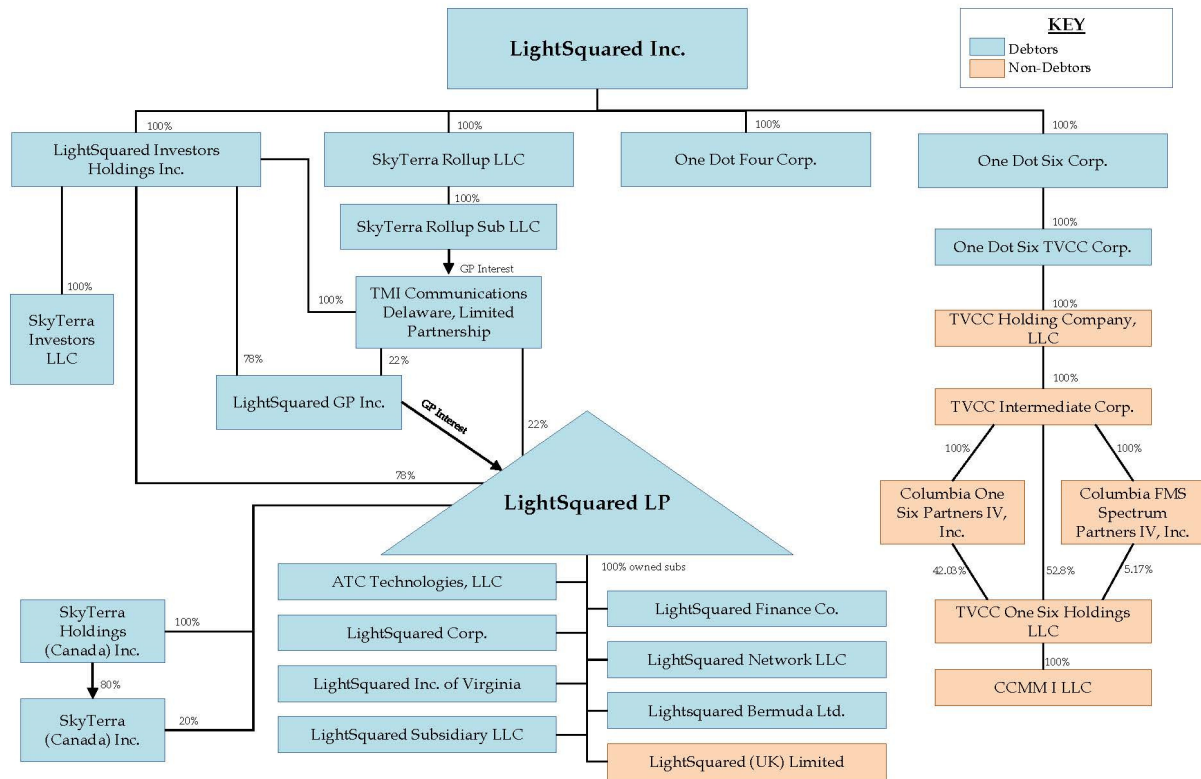 LightSquared Inc.
KEY
Debtors
Non-Debtors
100%
100%
100%
100%
LightSquared Investors
Holdings Inc.
SkyTerra Rollup LLC
One Dot Four Corp.
One Dot Six Corp.
100%
100%
SkyTerra Rollup Sub LLC
One Dot Six TVCC Corp.
GP Interest
100%
100%
TMI Communications
Delaware, Limited
Partnership
100%
SkyTerra
Investors
LLC
TVCC Holding Company,
LLC
78%
22%
100%
LightSquared GP Inc.
GP Interest
22%
TVCC Intermediate Corp.
100%
100%
78%
LightSquared LP
Columbia One
Six Partners IV,
Inc.
Columbia FMS
Spectrum
Partners IV, Inc.
42.03%
52.8%
5.17%
100% owned subs
ATC Technologies, LLC
LightSquared Finance Co.
TVCC One Six Holdings
LLC
SkyTerra
Holdings
(Canada) Inc.
100%
LightSquared Corp.
LightSquared Network LLC
100%
CCMM I LLC
80%
LightSquared Inc. of Virginia
Lightsquared Bermuda Ltd.
SkyTerra
(Canada) Inc.
20%
LightSquared Subsidiary LLC
LightSquared (UK) Limited